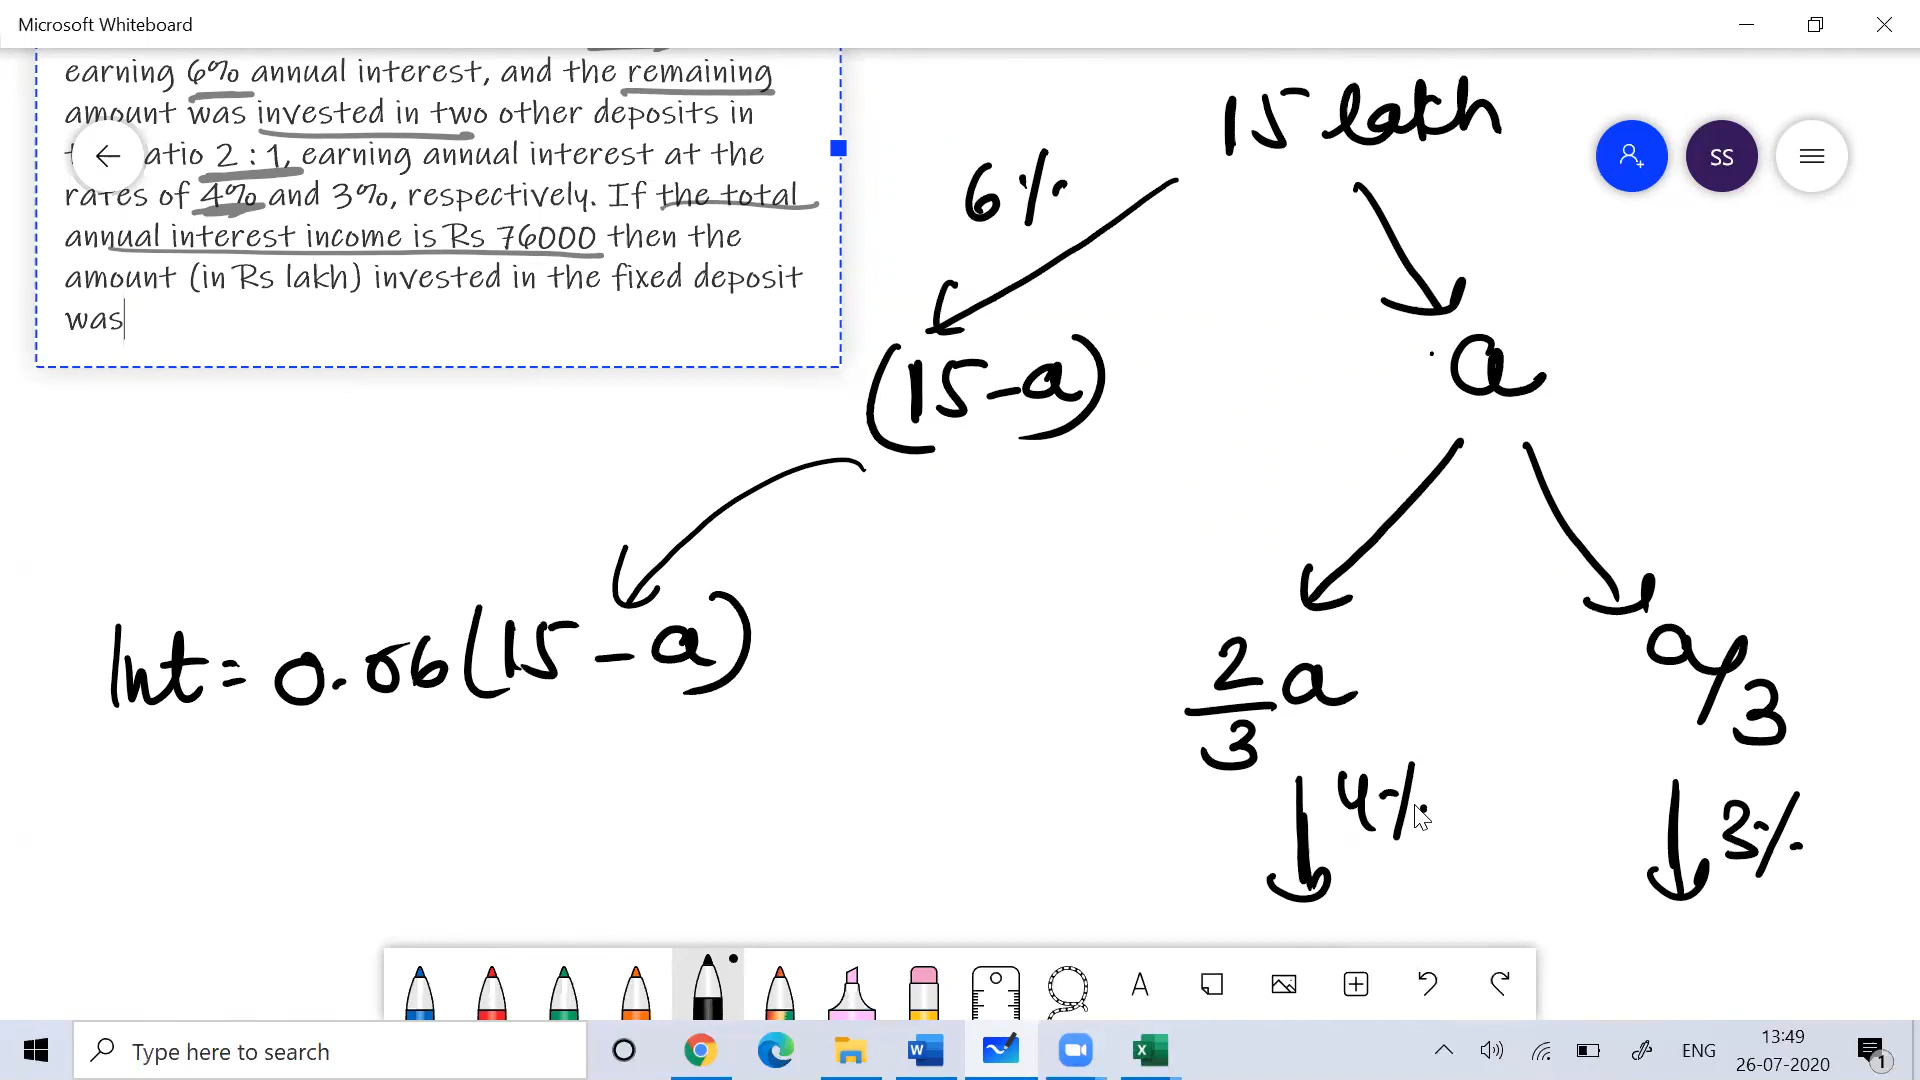 Microsoft Whiteboard
earning 6% annual interest, and the remaining
amount was invested in two other deposits in
atio 2 : 1, earning annual interest at the
rates of 4% and 3%, respectively. If the total
annual interest income is Rs 76000 then the
amount (in Rs lakh) invested in the fixed deposit
was
15 lakh
6%
(15-a)
a
Int = 0.06(15-a)
2/3 a
a/3
4%
3%
SS
A
Type here to search
ENG
13:49
26-07-2020
1